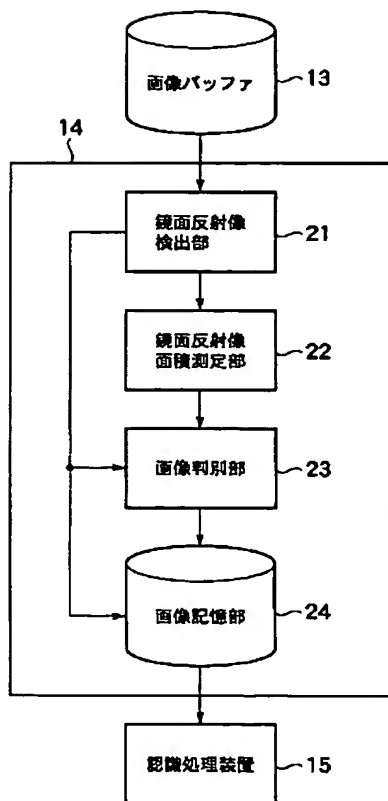 画像バッファ
13
14
鏡面反射像
検出部
21
鏡面反射像
面積測定部
22
画像判別部
23
画像記憶部
24
認識処理装置
15